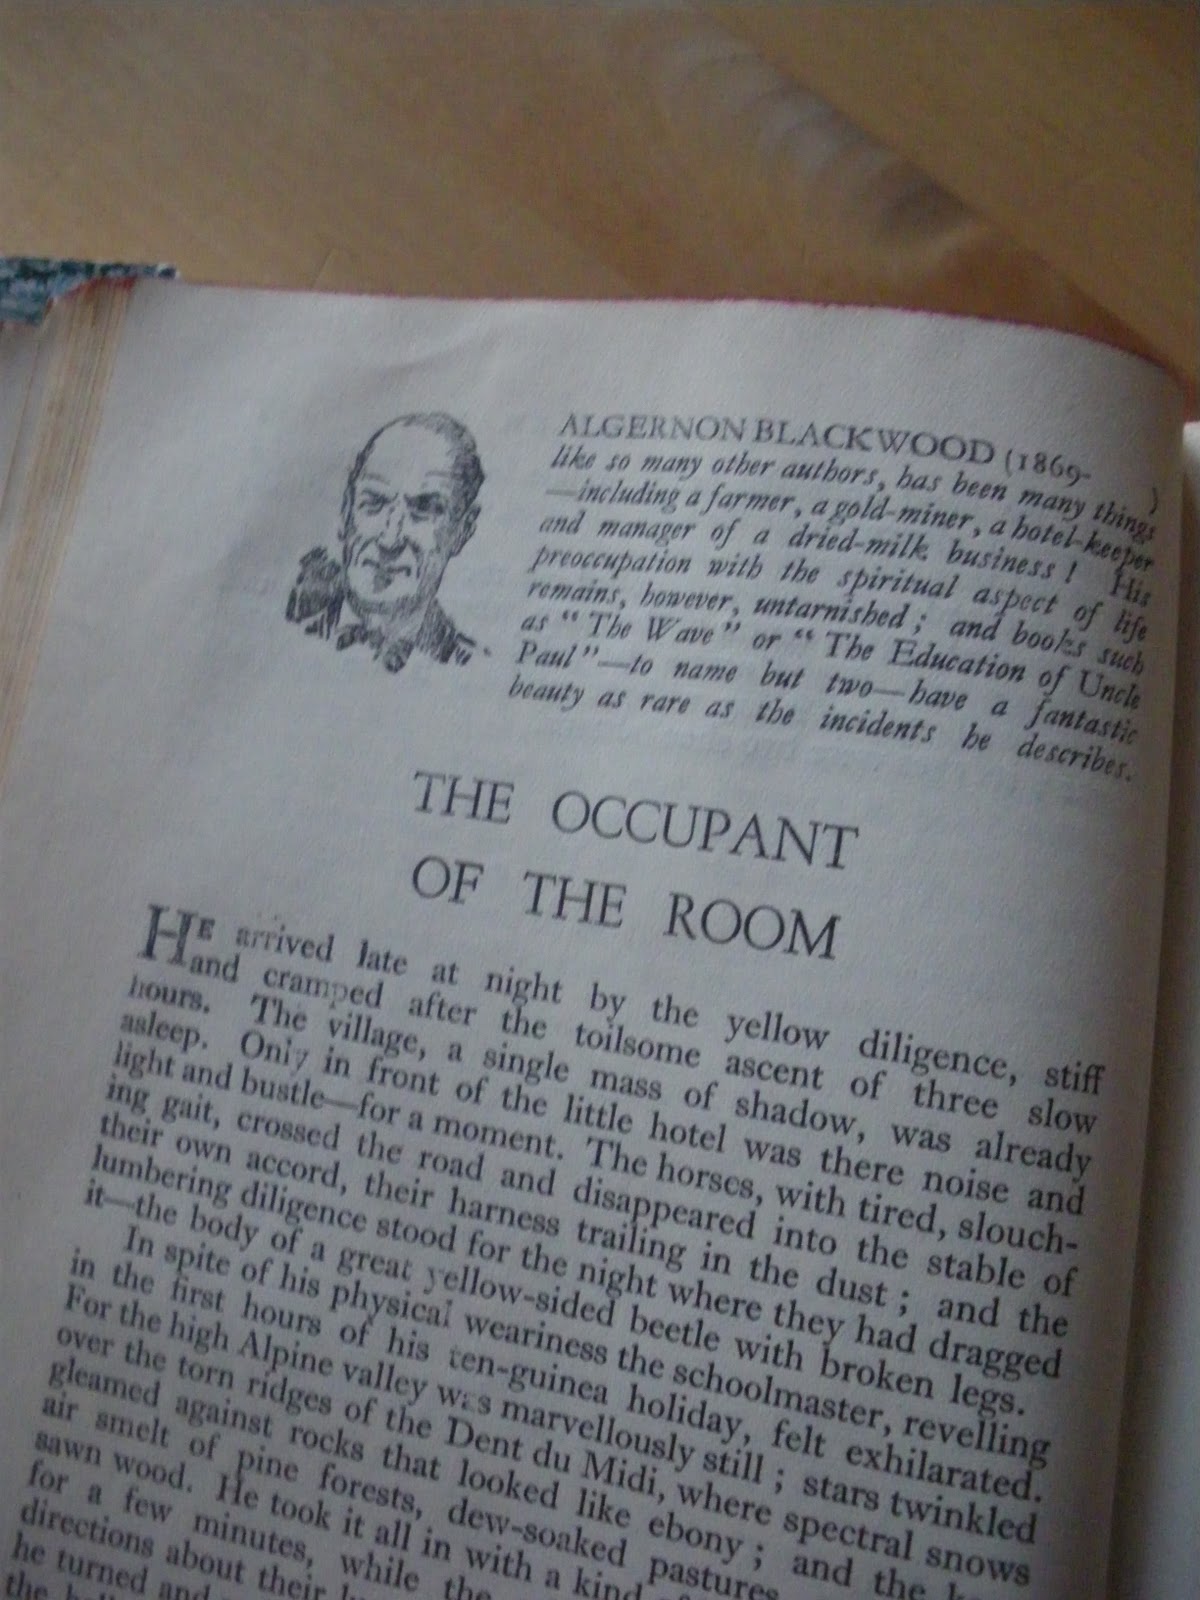 ALGERNON BLACKWOOD (1869- )
like so many other authors, has been many things
—including a farmer, a gold-miner, a hotel-keeper
and manager of a dried-milk business! His
preoccupation with the spiritual aspect of life
remains, however, untarnished; and books such
as "The Wave" or "The Education of Uncle
Paul"—to name but two—have a fantastic
beauty as rare as the incidents he describes.
THE OCCUPANT
OF THE ROOM
HE arrived late at night by the yellow diligence, stiff
and cramped after the toilsome ascent of three slow
hours. The village, a single mass of shadow, was already
asleep. Only in front of the little hotel was there noise and
light and bustle—for a moment. The horses, with tired, slouch-
ing gait, crossed the road and disappeared into the stable of
their own accord, their harness trailing in the dust; and the
lumbering diligence stood for the night where they had dragged
it—the body of a great yellow-sided beetle with broken legs.
In spite of his physical weariness the schoolmaster, revelling
in the first hours of his ten-guinea holiday, felt exhilarated.
For the high Alpine valley was marvellously still; stars twinkled
over the torn ridges of the Dent du Midi, where spectral snows
gleamed against rocks that looked like ebony; and the
air smelt of pine forests, dew-soaked pastures
sawn wood. He took it all in with a kind
for a few minutes, while the
directions about their
he turned and
the